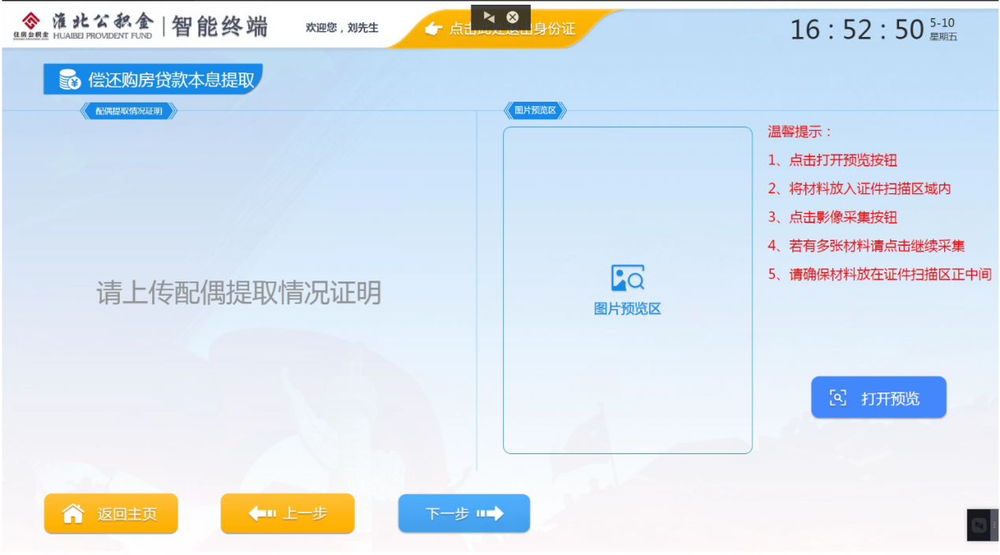 淮北公积金
住房公积金
HUAIBEI PROVIDENT FUND
智能终端
欢迎您，刘先生
点击此处退出身份证
16：52：50
5-10
星期五
偿还购房贷款本息提取
配偶提取情况证明
图片预览区
温馨提示：
1、点击打开预览按钮
2、将材料放入证件扫描区域内
3、点击影像采集按钮
4、若有多张材料请点击继续采集
5、请确保材料放在证件扫描区正中间
请上传配偶提取情况证明
图片预览区
打开预览
返回主页
上一步
下一步